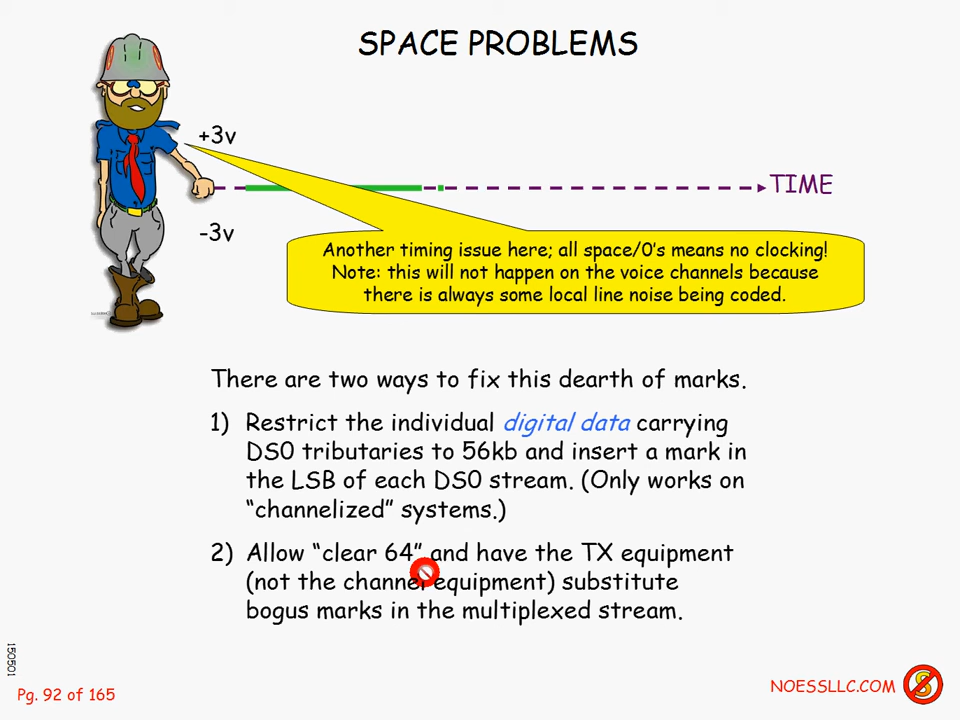 SPACE PROBLEMS
+3v
TIME
-3v
Another timing issue here; all space/0's means no clocking!
Note: this will not happen on the voice channels because
there is always some local line noise being coded.
There are two ways to fix this dearth of marks.
1) Restrict the individual digital data carrying
DS0 tributaries to 56kb and insert a mark in
the LSB of each DS0 stream. (Only works on
"channelized" systems.)
2) Allow "clear 64" and have the TX equipment
(not the channel equipment) substitute
bogus marks in the multiplexed stream.
150501
Pg. 92 of 165
NOESSLLC.COM
S